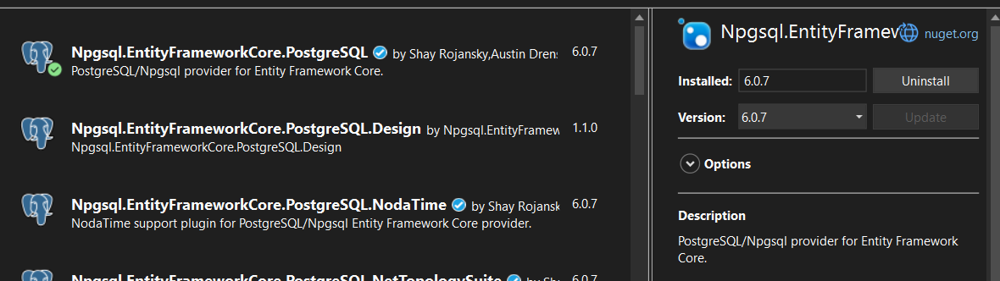 Npgsql.EntityFrameworkCore.PostgreSQL by Shay Rojansky,Austin Drens 6.0.7
PostgreSQL/Npgsql provider for Entity Framework Core.
Npgsql.EntityFrameworkCore.PostgreSQL.Design by Npgsql.EntityFramew 1.1.0
Npgsql.EntityFrameworkCore.PostgreSQL.Design
Npgsql.EntityFrameworkCore.PostgreSQL.NodaTime by Shay Rojansk 6.0.7
NodaTime support plugin for PostgreSQL/Npgsql Entity Framework Core provider.
Npgsql.EntityFrameworkCore.PostgreSQL.NetTopologySuite by Sha 6.0.7
Npgsql.EntityFramev nuget.org
Installed: 6.0.7 Uninstall
Version: 6.0.7 Update
Options
Description
PostgreSQL/Npgsql provider for Entity Framework
Core.